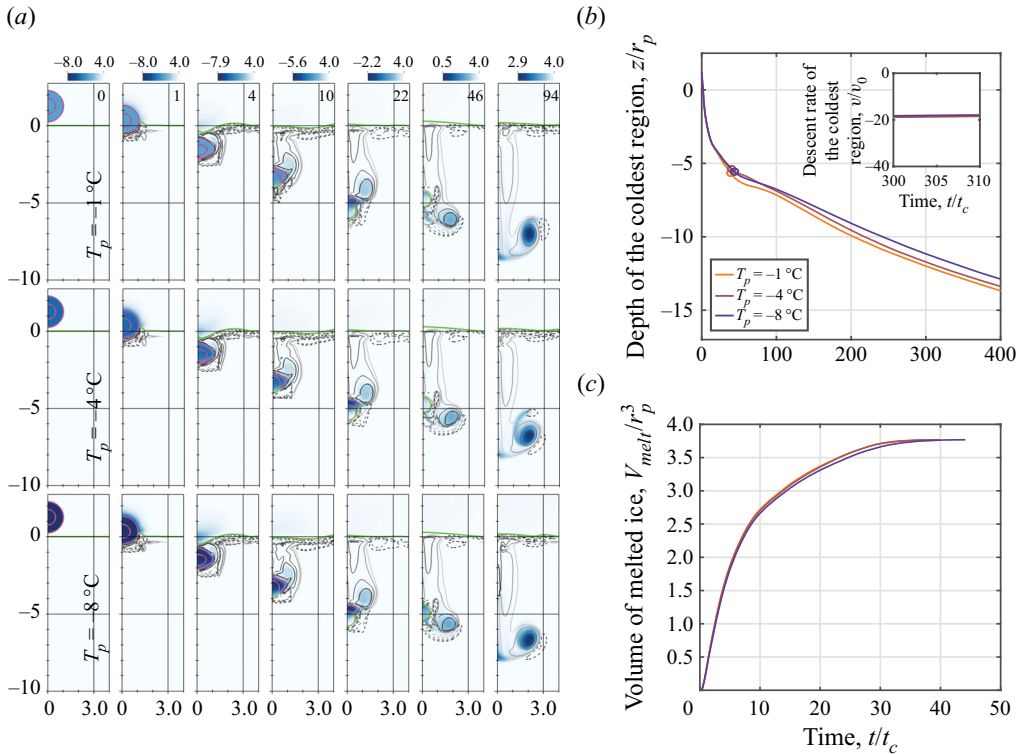 (a)
−8.0 4.0 −8.0 4.0 −7.9 4.0 −5.6 4.0 −2.2 4.0 0.5 4.0 2.9 4.0
0 1 4 10 22 46 94
0
−5
−10
T_p = −1 °C
0
−5
−10
T_p = −4 °C
0
−5
−10
T_p = −8 °C
0 3.0 0 3.0 0 3.0 0 3.0 0 3.0 0 3.0 0 3.0
(b)
Depth of the coldest region, z/r_p
0
−5
−10
−15
0 100 200 300 400
Descent rate of
the coldest
region, v/v_0
0
−20
−40
300 305 310
Time, t/t_c
T_p = −1 °C
T_p = −4 °C
T_p = −8 °C
(c)
Volume of melted ice, V_melt/r_p^3
4.0
3.5
3.0
2.5
2.0
1.5
1.0
0.5
0 10 20 30 40 50
Time, t/t_c